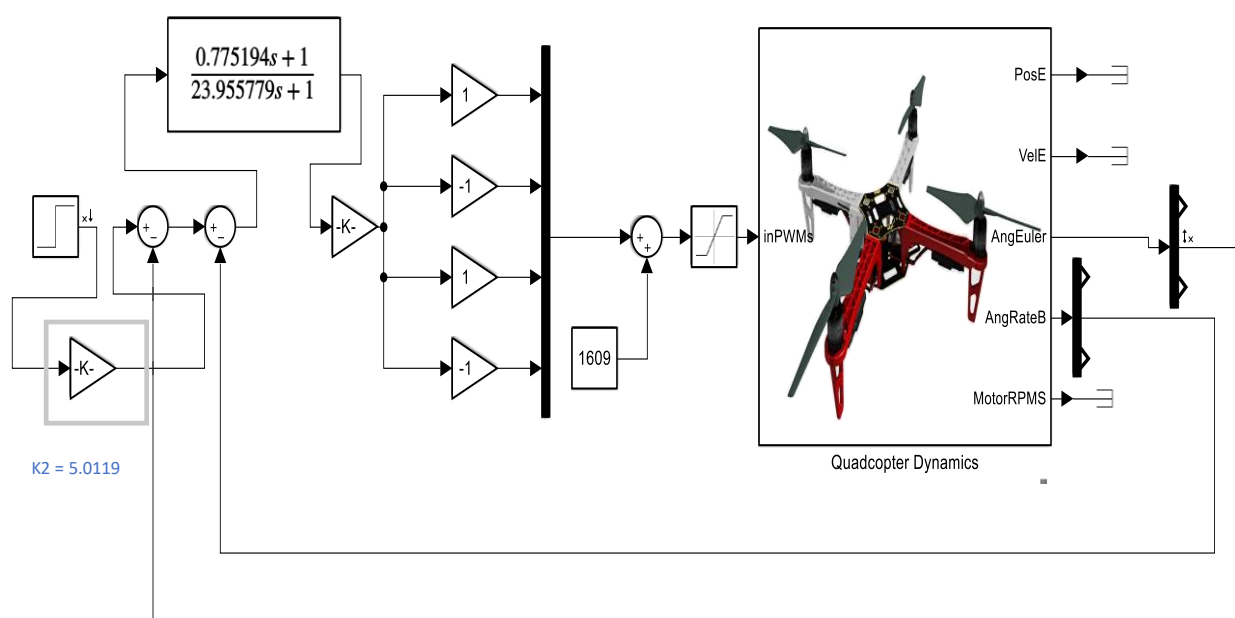 0.775194s + 1
23.955779s + 1
-K-
-K-
K2 = 5.0119
1
-1
1
-1
1609
inPWMs
PosE
VelE
AngEuler
AngRateB
MotorRPMS
Quadcopter Dynamics